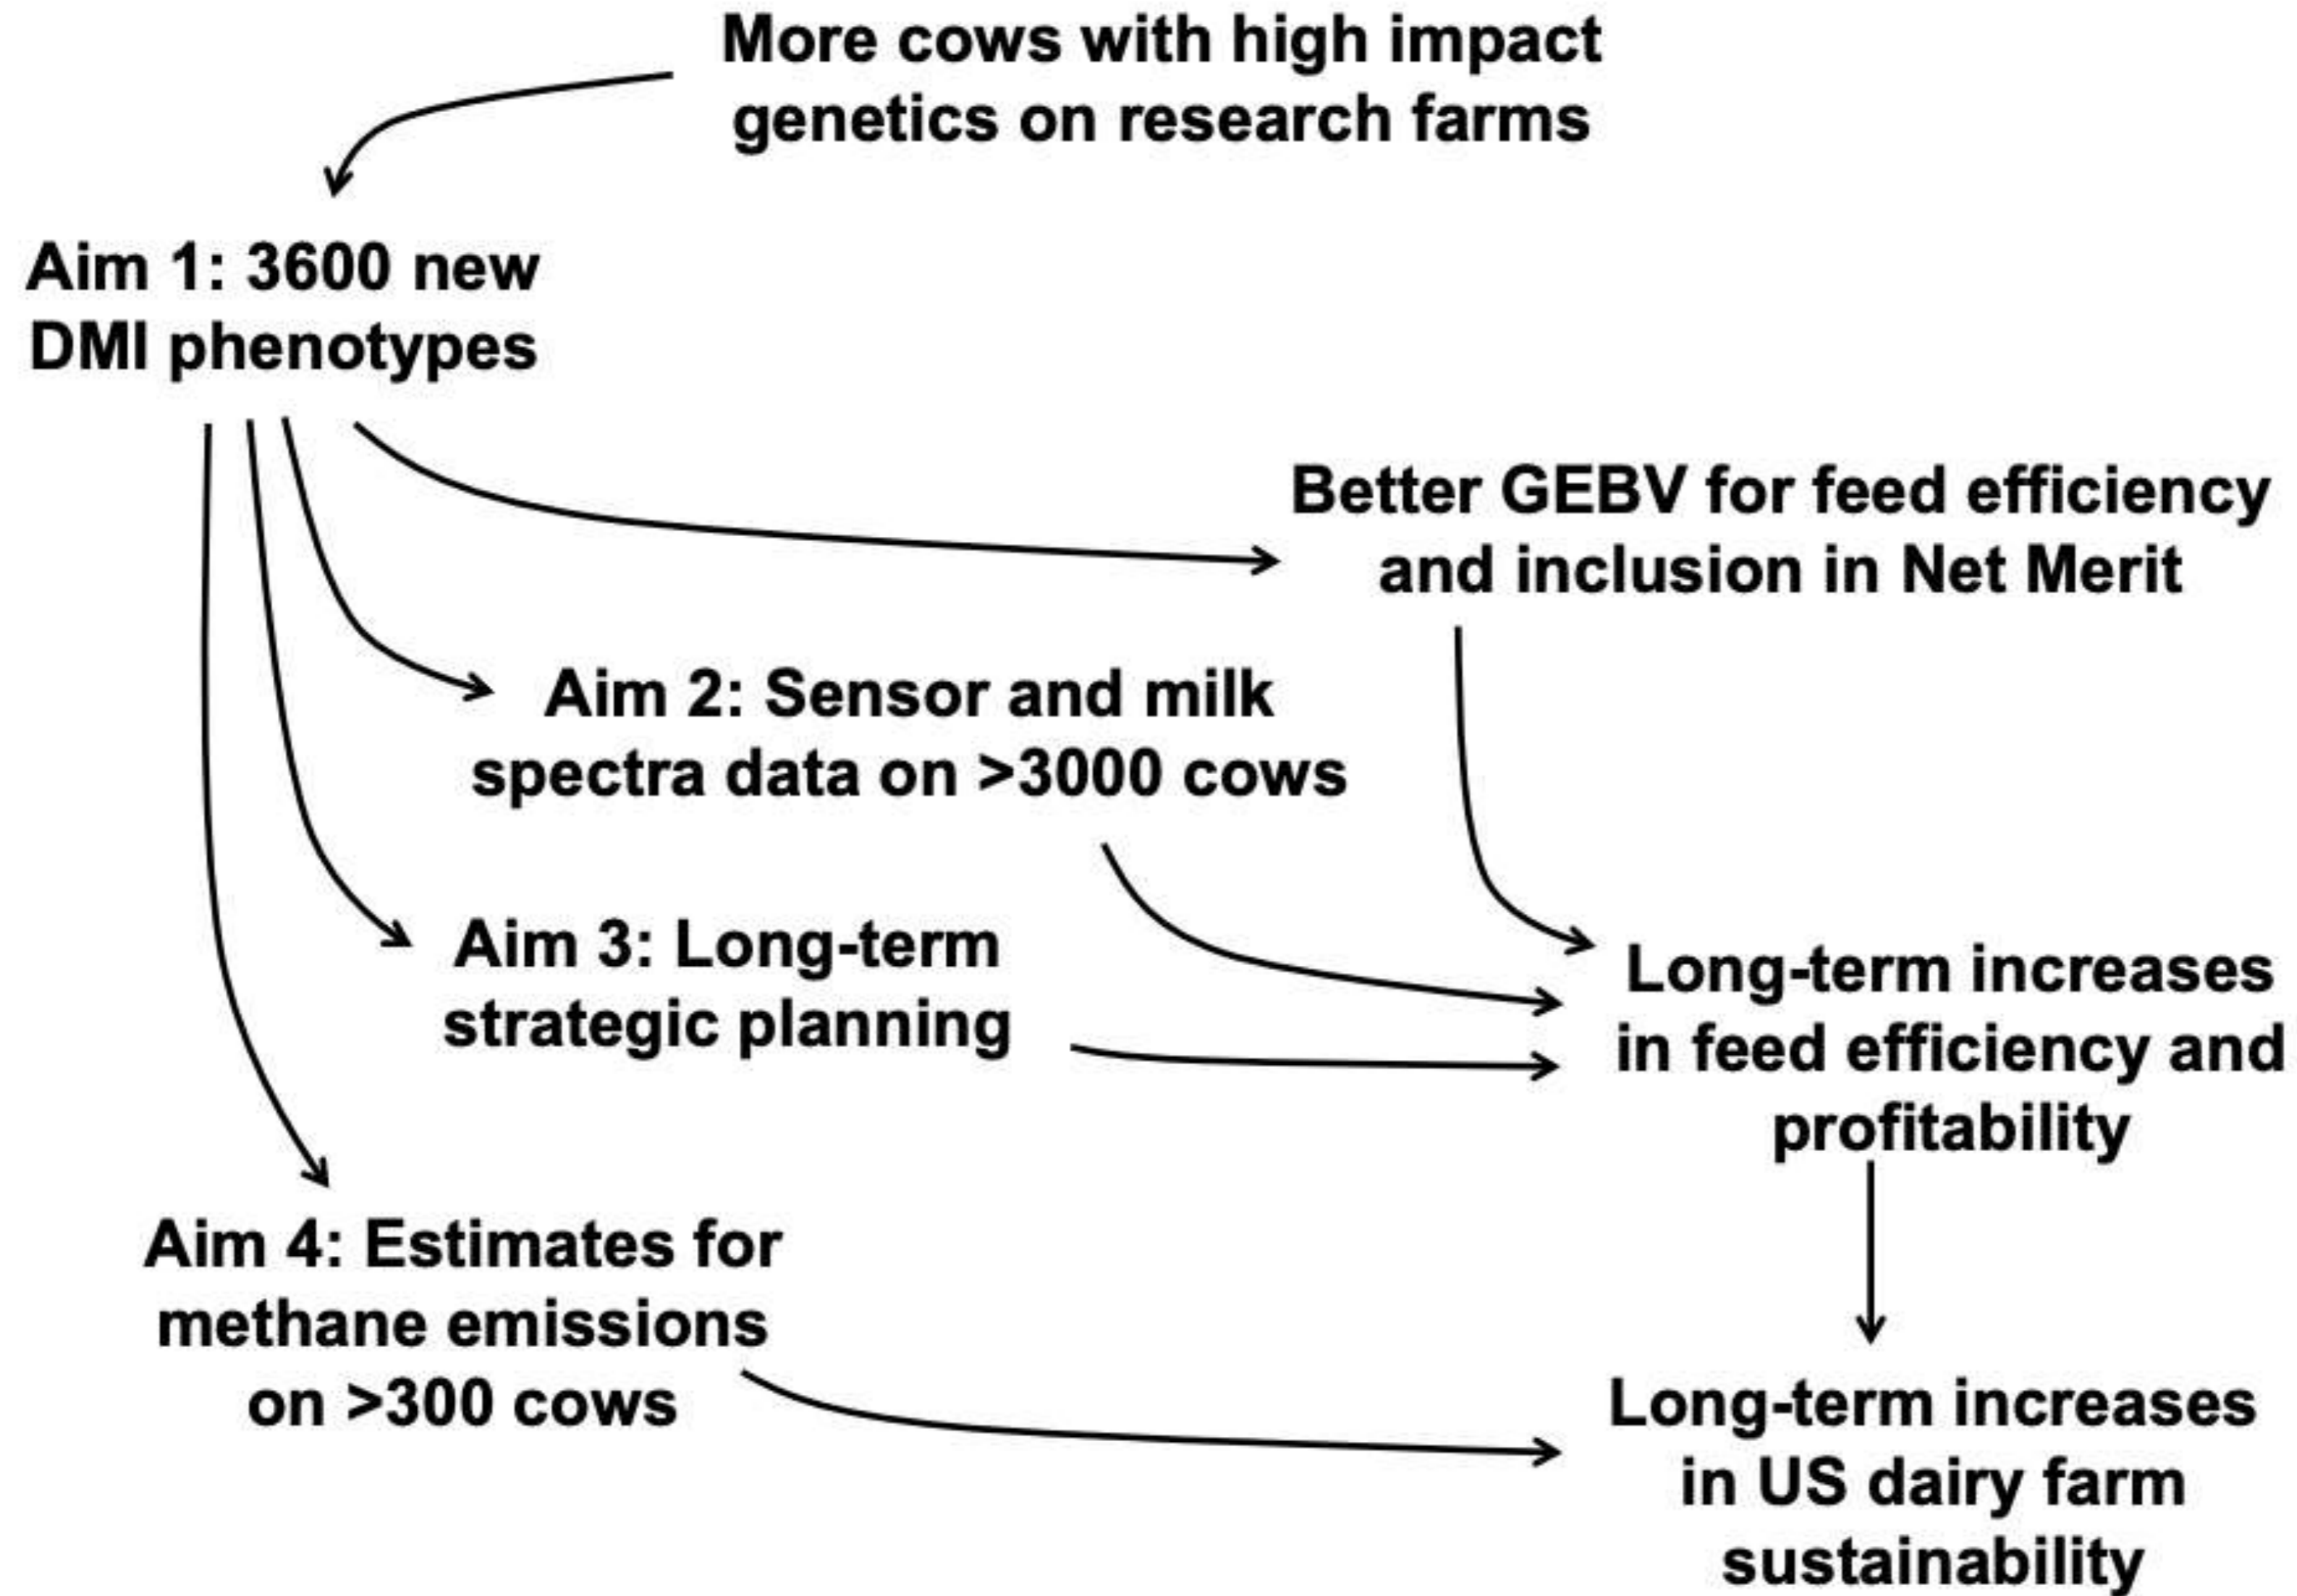 More cows with high impact
genetics on research farms
Aim 1: 3600 new
DMI phenotypes
Better GEBV for feed efficiency
and inclusion in Net Merit
Aim 2: Sensor and milk
spectra data on >3000 cows
Aim 3: Long-term
strategic planning
Long-term increases
in feed efficiency and
profitability
Aim 4: Estimates for
methane emissions
on >300 cows
Long-term increases
in US dairy farm
sustainability